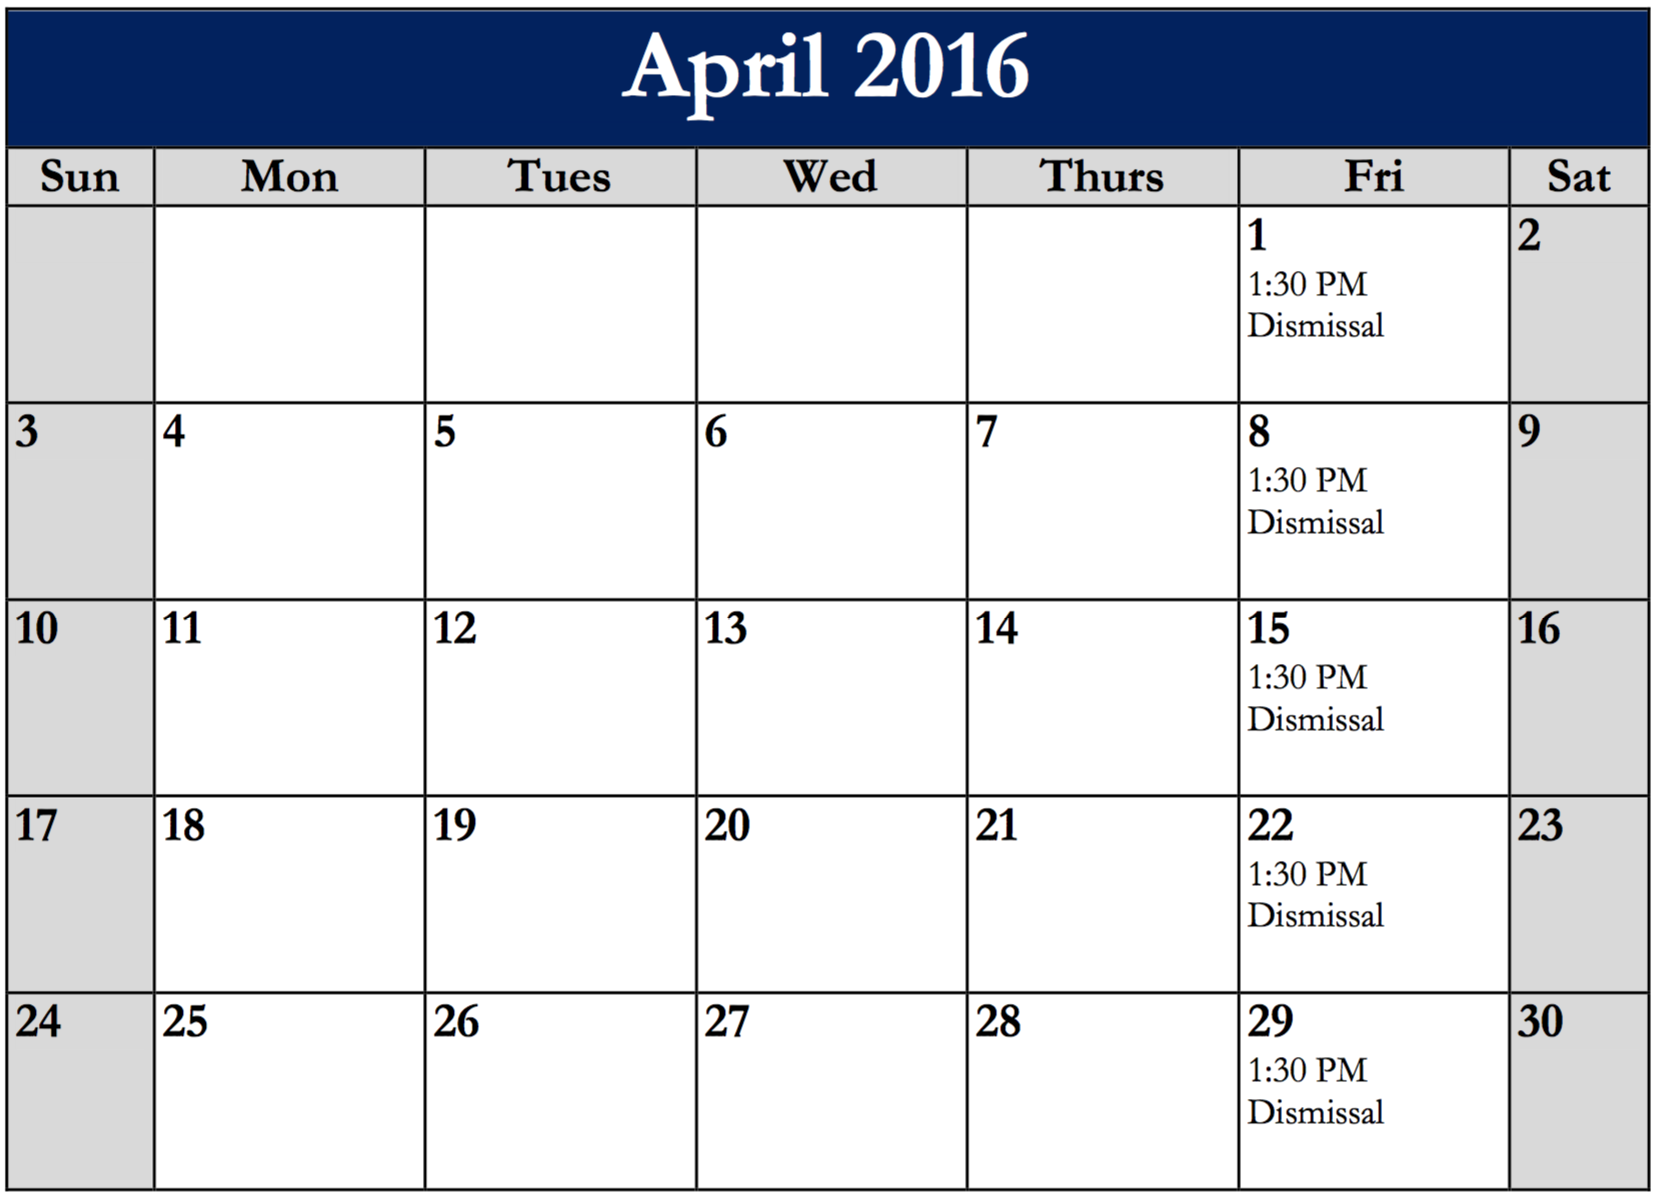 April 2016
Sun Mon Tues Wed Thurs Fri Sat
1 2
1:30 PM
Dismissal
3 4 5 6 7 8 9
1:30 PM
Dismissal
10 11 12 13 14 15 16
1:30 PM
Dismissal
17 18 19 20 21 22 23
1:30 PM
Dismissal
24 25 26 27 28 29 30
1:30 PM
Dismissal